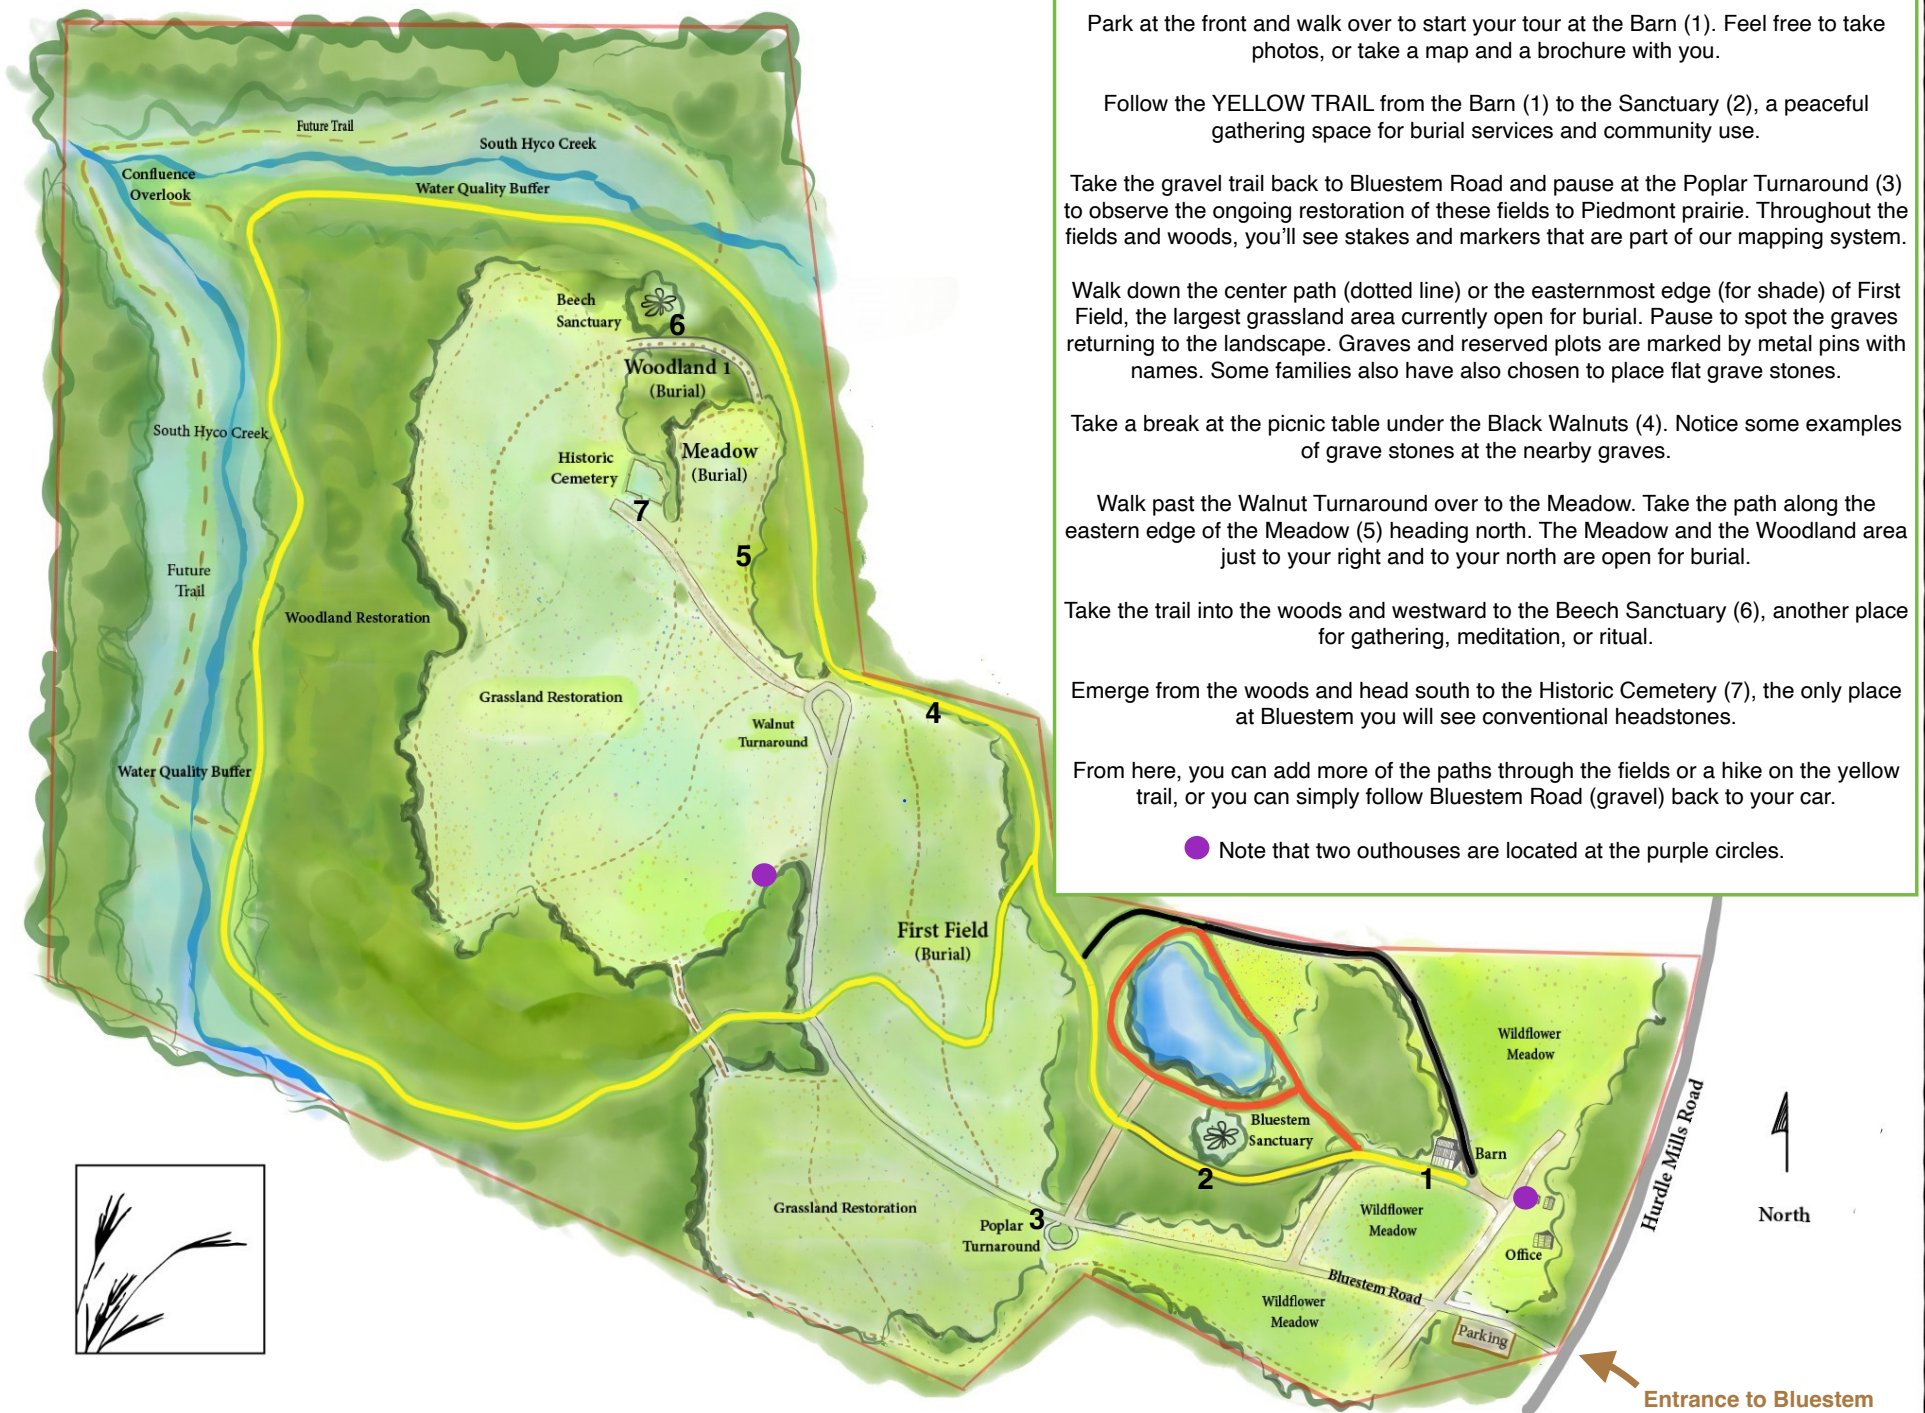 Park at the front and walk over to start your tour at the Barn (1). Feel free to take
photos, or take a map and a brochure with you.
Follow the YELLOW TRAIL from the Barn (1) to the Sanctuary (2), a peaceful
gathering space for burial services and community use.
Take the gravel trail back to Bluestem Road and pause at the Poplar Turnaround (3)
to observe the ongoing restoration of these fields to Piedmont prairie. Throughout the
fields and woods, you'll see stakes and markers that are part of our mapping system.
Walk down the center path (dotted line) or the easternmost edge (for shade) of First
Field, the largest grassland area currently open for burial. Pause to spot the graves
returning to the landscape. Graves and reserved plots are marked by metal pins with
names. Some families also have also chosen to place flat grave stones.
Take a break at the picnic table under the Black Walnuts (4). Notice some examples
of grave stones at the nearby graves.
Walk past the Walnut Turnaround over to the Meadow. Take the path along the
eastern edge of the Meadow (5) heading north. The Meadow and the Woodland area
just to your right and to your north are open for burial.
Take the trail into the woods and westward to the Beech Sanctuary (6), another place
for gathering, meditation, or ritual.
Emerge from the woods and head south to the Historic Cemetery (7), the only place
at Bluestem you will see conventional headstones.
From here, you can add more of the paths through the fields or a hike on the yellow
trail, or you can simply follow Bluestem Road (gravel) back to your car.
Note that two outhouses are located at the purple circles.
Future Trail
South Hyco Creek
Confluence
Overlook
Water Quality Buffer
Beech
Sanctuary
6
Woodland 1
(Burial)
South Hyco Creek
Meadow
(Burial)
Historic
Cemetery
7
5
Future
Trail
Woodland Restoration
Grassland Restoration
4
Walnut
Turnaround
Water Quality Buffer
First Field
(Burial)
Wildflower
Meadow
Bluestem
Sanctuary
Barn
2
1
Hurdle Mills Road
Grassland Restoration
Poplar
Turnaround
3
Wildflower
Meadow
North
Office
Bluestem Road
Wildflower
Meadow
Parking
Entrance to Bluestem